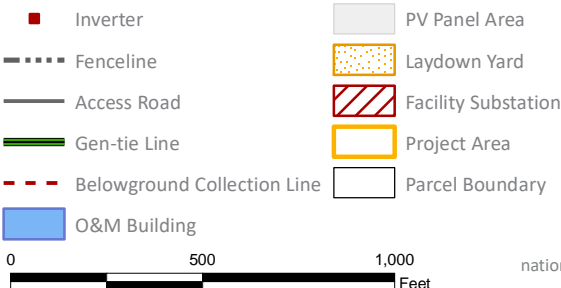 Inverter
Fenceline
Access Road
Gen-tie Line
Belowground Collection Line
O&M Building
PV Panel Area
Laydown Yard
Facility Substation
Project Area
Parcel Boundary
0 500 1,000
Feet
nation